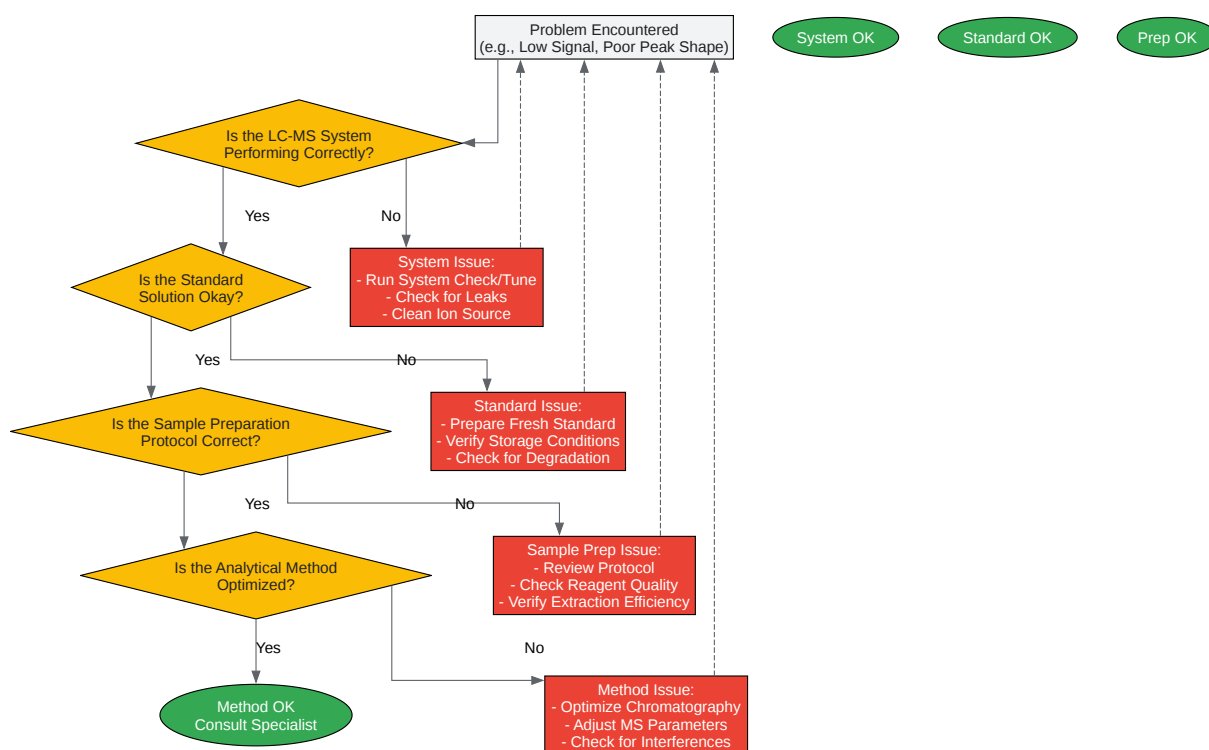 Problem Encountered
(e.g., Low Signal, Poor Peak Shape)
System OK
Standard OK
Prep OK
Is the LC-MS System
Performing Correctly?
Yes
No
System Issue:
- Run System Check/Tune
- Check for Leaks
- Clean Ion Source
Is the Standard
Solution Okay?
Yes
No
Standard Issue:
- Prepare Fresh Standard
- Verify Storage Conditions
- Check for Degradation
Is the Sample Preparation
Protocol Correct?
Yes
No
Sample Prep Issue:
- Review Protocol
- Check Reagent Quality
- Verify Extraction Efficiency
Is the Analytical Method
Optimized?
Yes
No
Method OK
Consult Specialist
Method Issue:
- Optimize Chromatography
- Adjust MS Parameters
- Check for Interferences